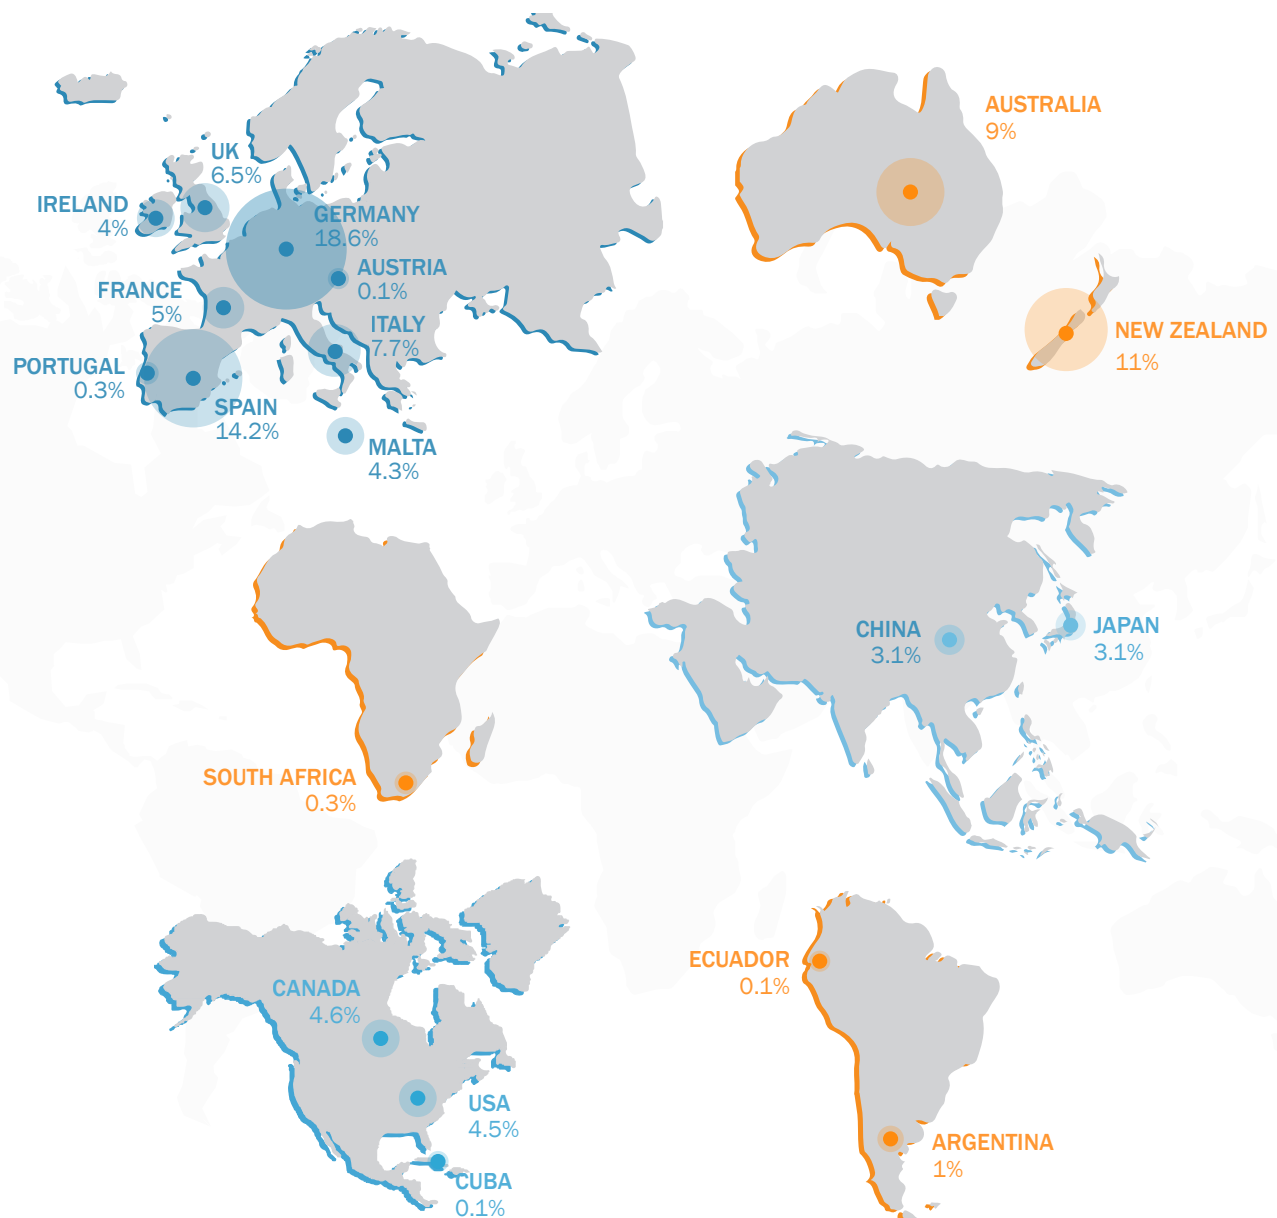 UK
6.5%
IRELAND
4%
GERMANY
18.6%
AUSTRIA
0.1%
FRANCE
5%
ITALY
7.7%
PORTUGAL
0.3%
SPAIN
14.2%
MALTA
4.3%
AUSTRALIA
9%
NEW ZEALAND
11%
SOUTH AFRICA
0.3%
CHINA
3.1%
JAPAN
3.1%
CANADA
4.6%
USA
4.5%
CUBA
0.1%
ECUADOR
0.1%
ARGENTINA
1%